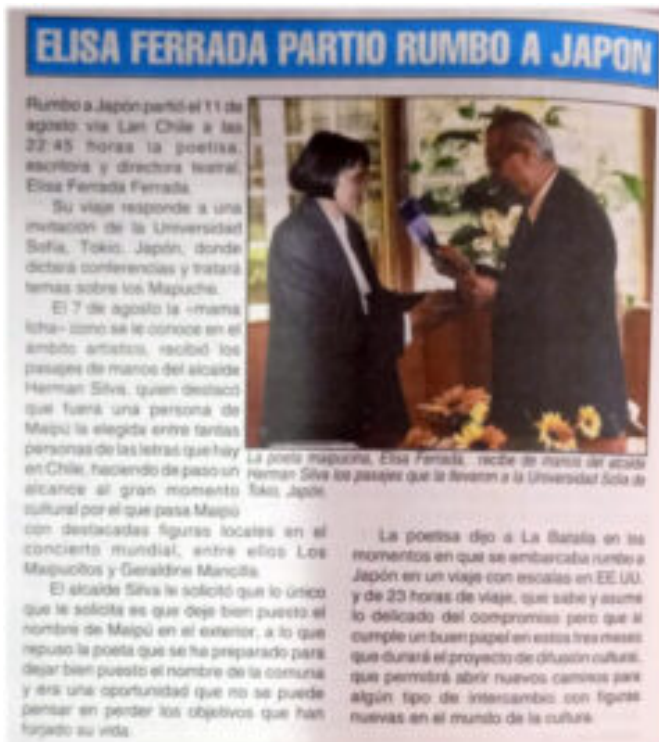 ELISA FERRADA PARTIO RUMBO A JAPON
Rumbo a Japón partió el 11 de
agosto vía Lan Chile a las
22:45 horas la poetisa,
escritora y directora teatral,
Elisa Ferrada Ferrada.
Su viaje responde a una
invitación de la Universidad
Sofía, Tokio, Japón, donde
dictará conferencias y tratará
temas sobre los Mapuche.
El 7 de agosto la -mama
Icha- como se le conoce en el
ámbito artístico, recibió los
pasajes de manos del alcalde
Herman Silva, quien destacó
que fuera una persona de
Maipú la elegida entre tantas
personas de las letras que hay
en Chile, haciendo de paso un
alcance al gran momento
cultural por el que pasa Maipú
con destacadas figuras locales en el
concierto mundial, entre ellos Los
Maipucitos y Geraldine Mancilla.
El alcalde Silva le solicitó que lo único
que le solicita es que deje bien puesto el
nombre de Maipú en el exterior, a lo que
repuso la poeta que se ha preparado para
dejar bien puesto el nombre de la comuna
y era una oportunidad que no se puede
pensar en perder los objetivos que han
forjado su vida.
La poeta maipucina, Elisa Ferrada, recibe de manos del alcalde
Herman Silva los pasajes que la llevaron a la Universidad Sofía de
Tokio, Japón.
La poetisa dijo a La Batalla en los
momentos en que se embarcaba rumbo a
Japón en un viaje con escalas en EE.UU.
y de 23 horas de viaje, que sabe y asume
lo delicado del compromiso pero que si
cumple un buen papel en estos tres meses
que durará el proyecto de difusión cultural,
que permitirá abrir nuevos caminos para
algún tipo de intercambio con figuras
nuevas en el mundo de la cultura.